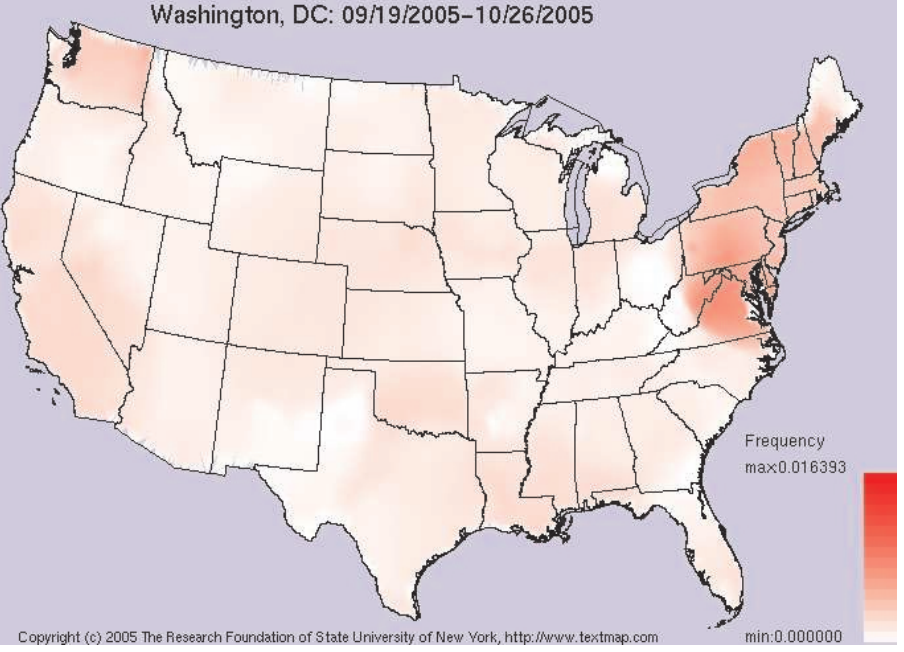 Washington, DC: 09/19/2005-10/26/2005
Frequency
max:0.016393
min:0.000000
Copyright (c) 2005 The Research Foundation of State University of New York, http://www.textmap.com